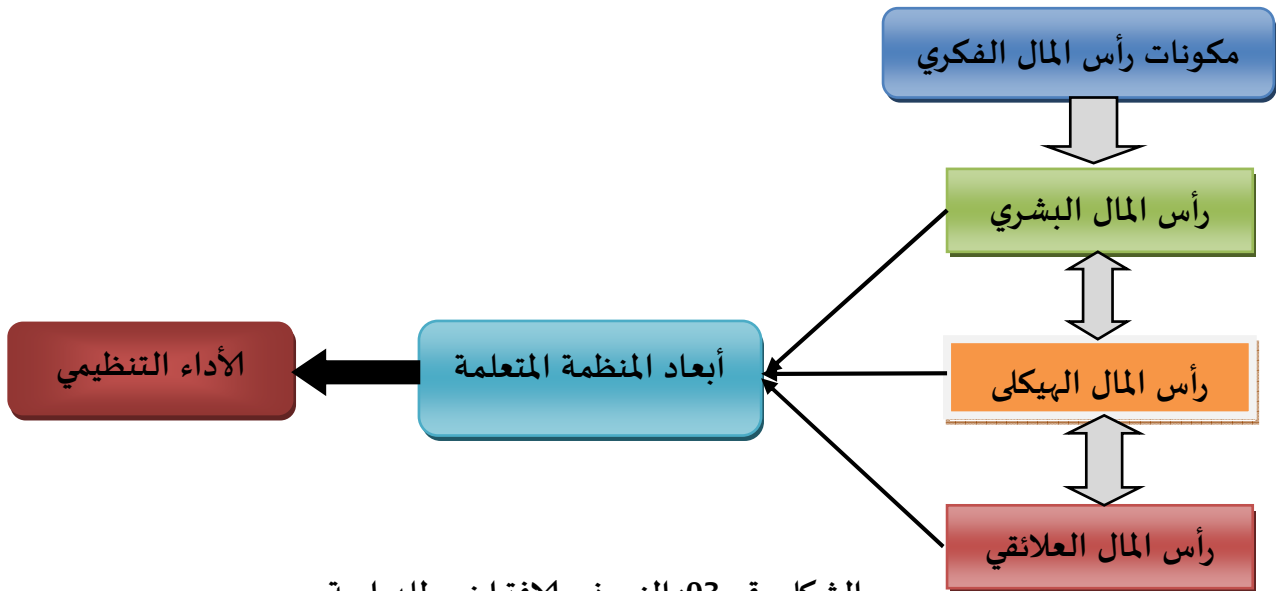 مكونات رأس المال الفكري
رأس المال البشري
رأس المال الهيكلى
رأس المال العلائقي
أبعاد المنظمة المتعلمة
الأداء التنظيمي